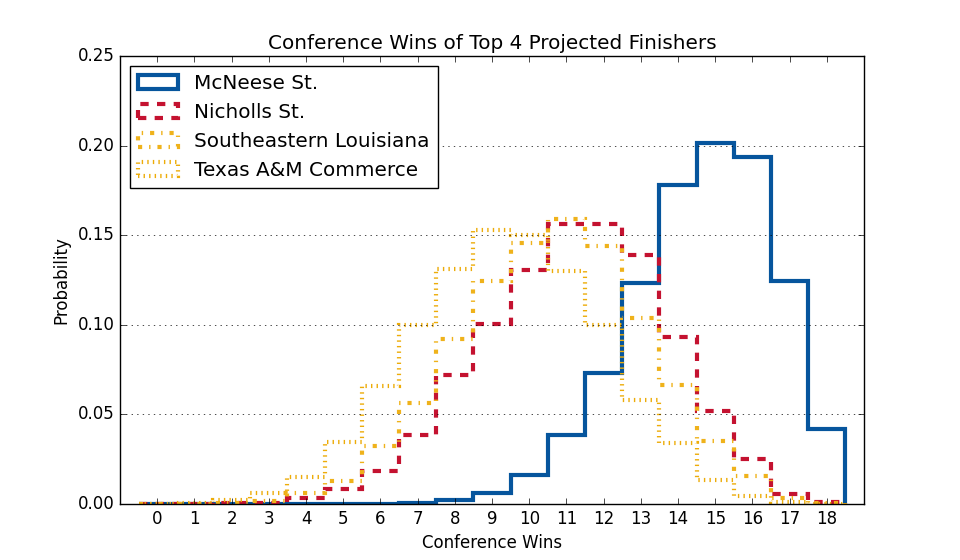 Conference Wins of Top 4 Projected Finishers
0.25
0.20
0.15
0.10
0.05
0.00
Probability
McNeese St.
Nicholls St.
Southeastern Louisiana
Texas A&M Commerce
0 1 2 3 4 5 6 7 8 9 10 11 12 13 14 15 16 17 18
Conference Wins